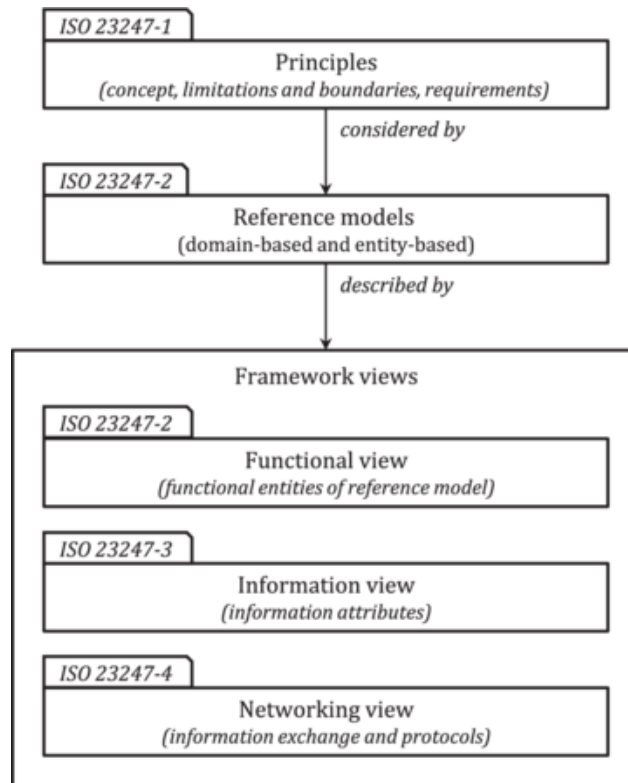 ISO 23247-1
Principles
(concept, limitations and boundaries, requirements)
considered by
ISO 23247-2
Reference models
(domain-based and entity-based)
described by
Framework views
ISO 23247-2
Functional view
(functional entities of reference model)
ISO 23247-3
Information view
(information attributes)
ISO 23247-4
Networking view
(information exchange and protocols)